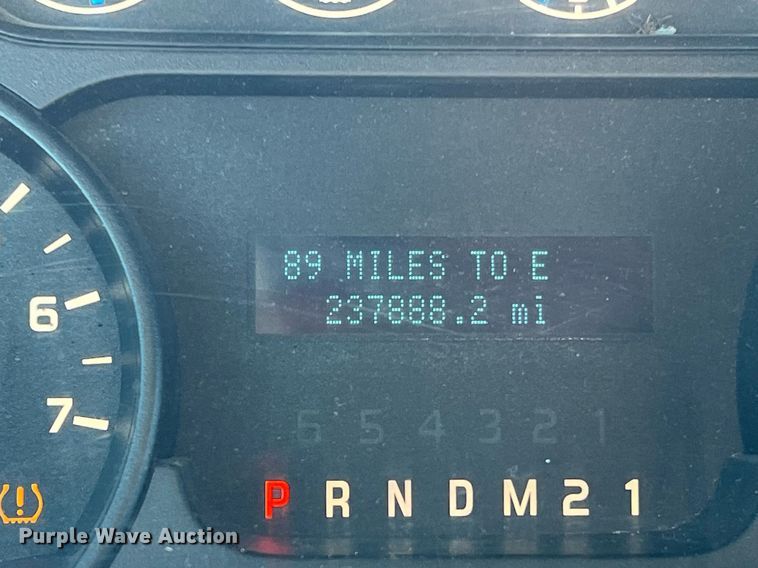 89 MILES TO E
237888.2 mi
6
7
6 5 4 3 2 1
P R N D M 2 1
Purple Wave Auction